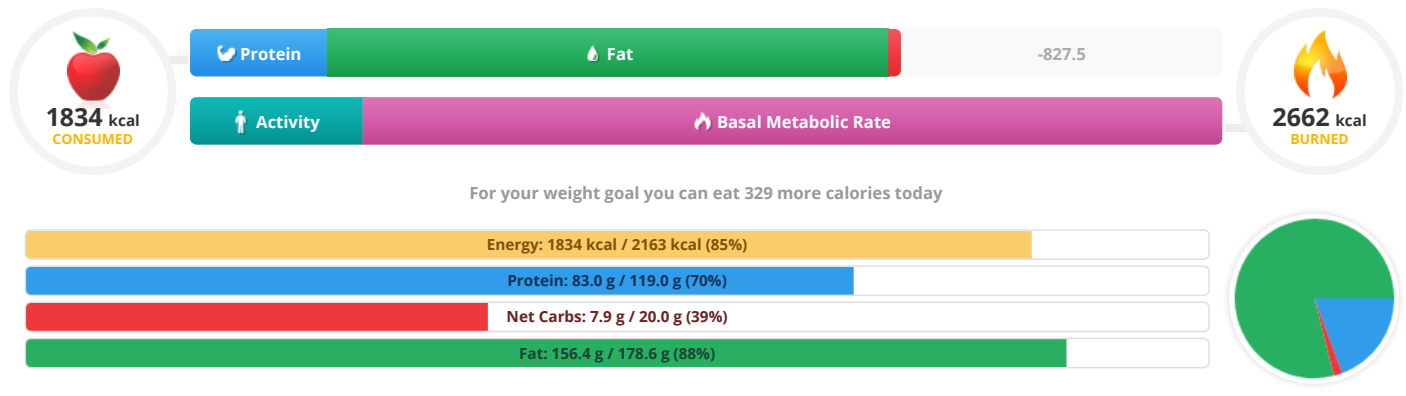 Protein
Fat
-827.5
1834 kcal
CONSUMED
2662 kcal
BURNED
Activity
Basal Metabolic Rate
For your weight goal you can eat 329 more calories today
Energy: 1834 kcal / 2163 kcal (85%)
Protein: 83.0 g / 119.0 g (70%)
Net Carbs: 7.9 g / 20.0 g (39%)
Fat: 156.4 g / 178.6 g (88%)